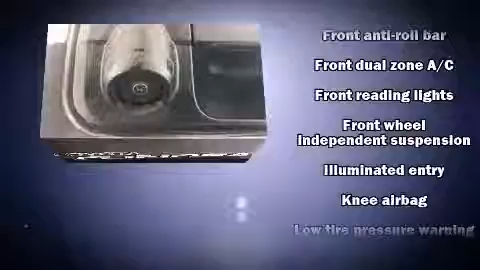 Front anti-roll bar
Front dual zone A/C
Front reading lights
Front wheel
independent suspension
Illuminated entry
Knee airbag
Low tire pressure warning